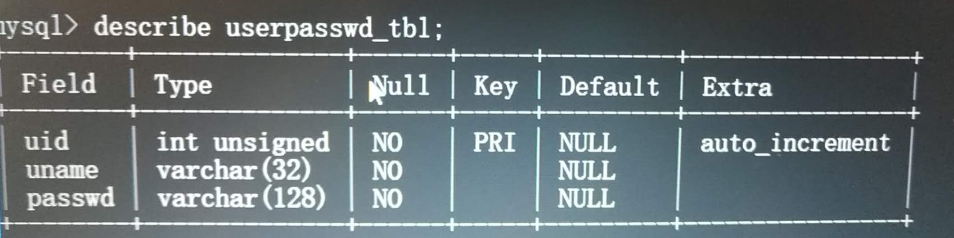 mysql> describe userpasswd_tbl;
Field | Type | Null | Key | Default | Extra
uid | int unsigned | NO | PRI | NULL | auto_increment
uname | varchar(32) | NO | | NULL |
passwd | varchar(128) | NO | | NULL |